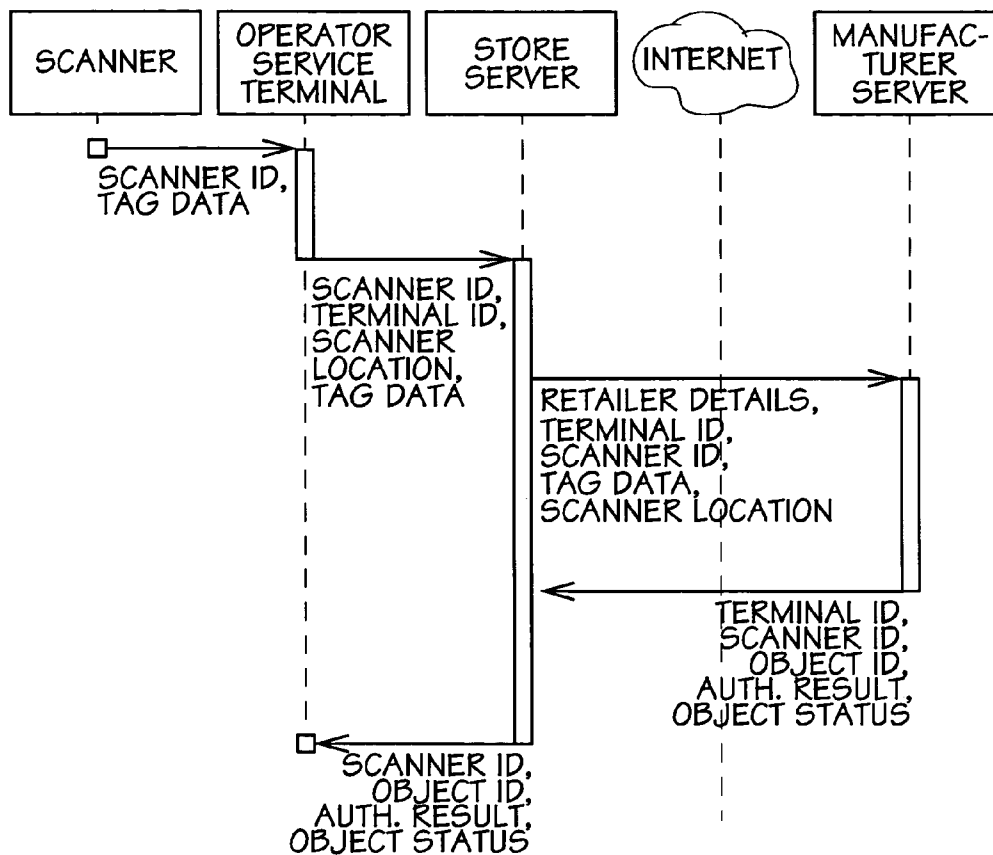 SCANNER
OPERATOR
SERVICE
TERMINAL
STORE
SERVER
INTERNET
MANUFAC-
TURER
SERVER
SCANNER ID,
TAG DATA
SCANNER ID,
TERMINAL ID,
SCANNER
LOCATION,
TAG DATA
RETAILER DETAILS,
TERMINAL ID,
SCANNER ID,
TAG DATA,
SCANNER LOCATION
TERMINAL ID,
SCANNER ID,
OBJECT ID,
AUTH. RESULT,
OBJECT STATUS
SCANNER ID,
OBJECT ID,
AUTH. RESULT,
OBJECT STATUS